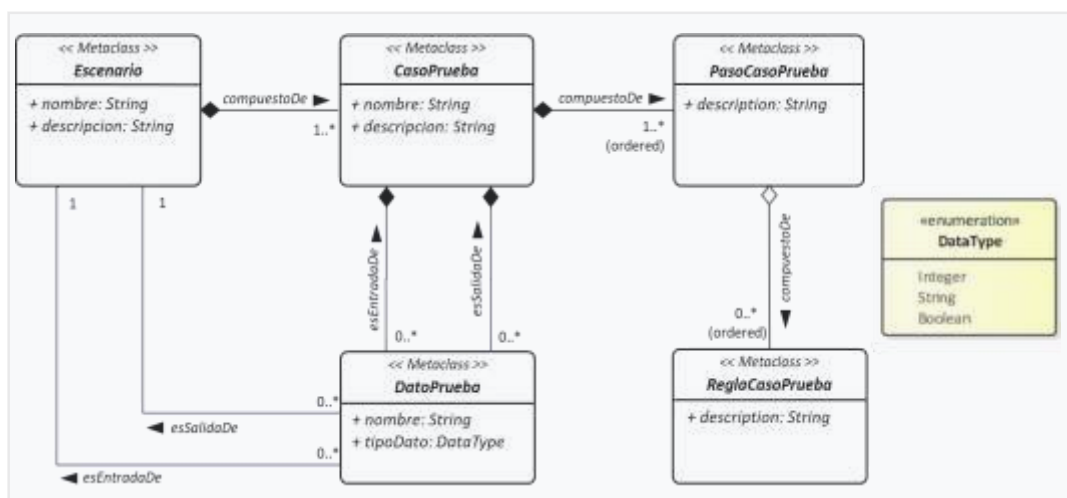 << Metaclass >>
Escenario
+ nombre: String
+ descripcion: String
compuestoDe
1..*
<< Metaclass >>
CasoPrueba
+ nombre: String
+ descripcion: String
compuestoDe
1..*
(ordered)
<< Metaclass >>
PasoCasoPrueba
+ description: String
1
1
esEntradaDe
esSalidaDe
0..*
0..*
compuestoDe
0..*
(ordered)
«enumeration»
DataType
Integer
String
Boolean
<< Metaclass >>
DatoPrueba
+ nombre: String
+ tipoDato: DataType
<< Metaclass >>
ReglaCasoPrueba
+ description: String
0..*
esSalidaDe
0..*
esEntradaDe